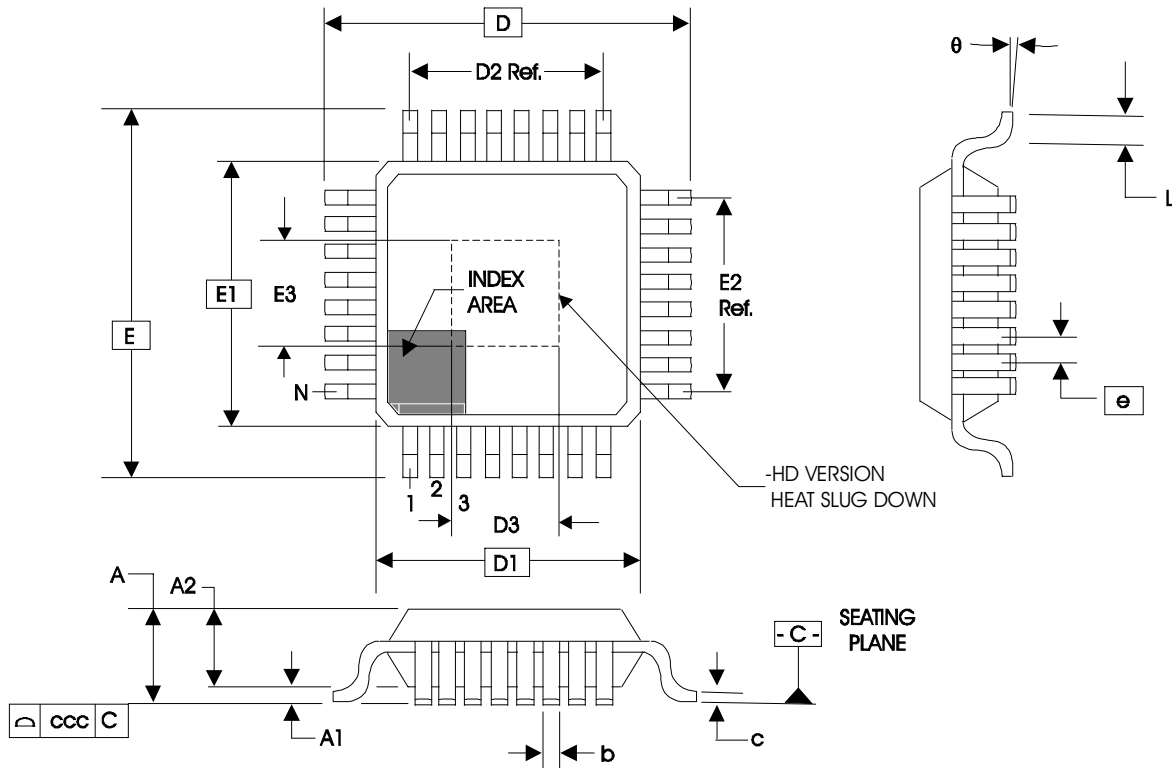 D
D2 Ref.
θ
L
E
E1
E3
INDEX
AREA
E2
Ref.
N
e
1
2
3
-HD VERSION
HEAT SLUG DOWN
D3
D1
A
A2
SEATING
PLANE
- C -
ccc C
A1
b
c